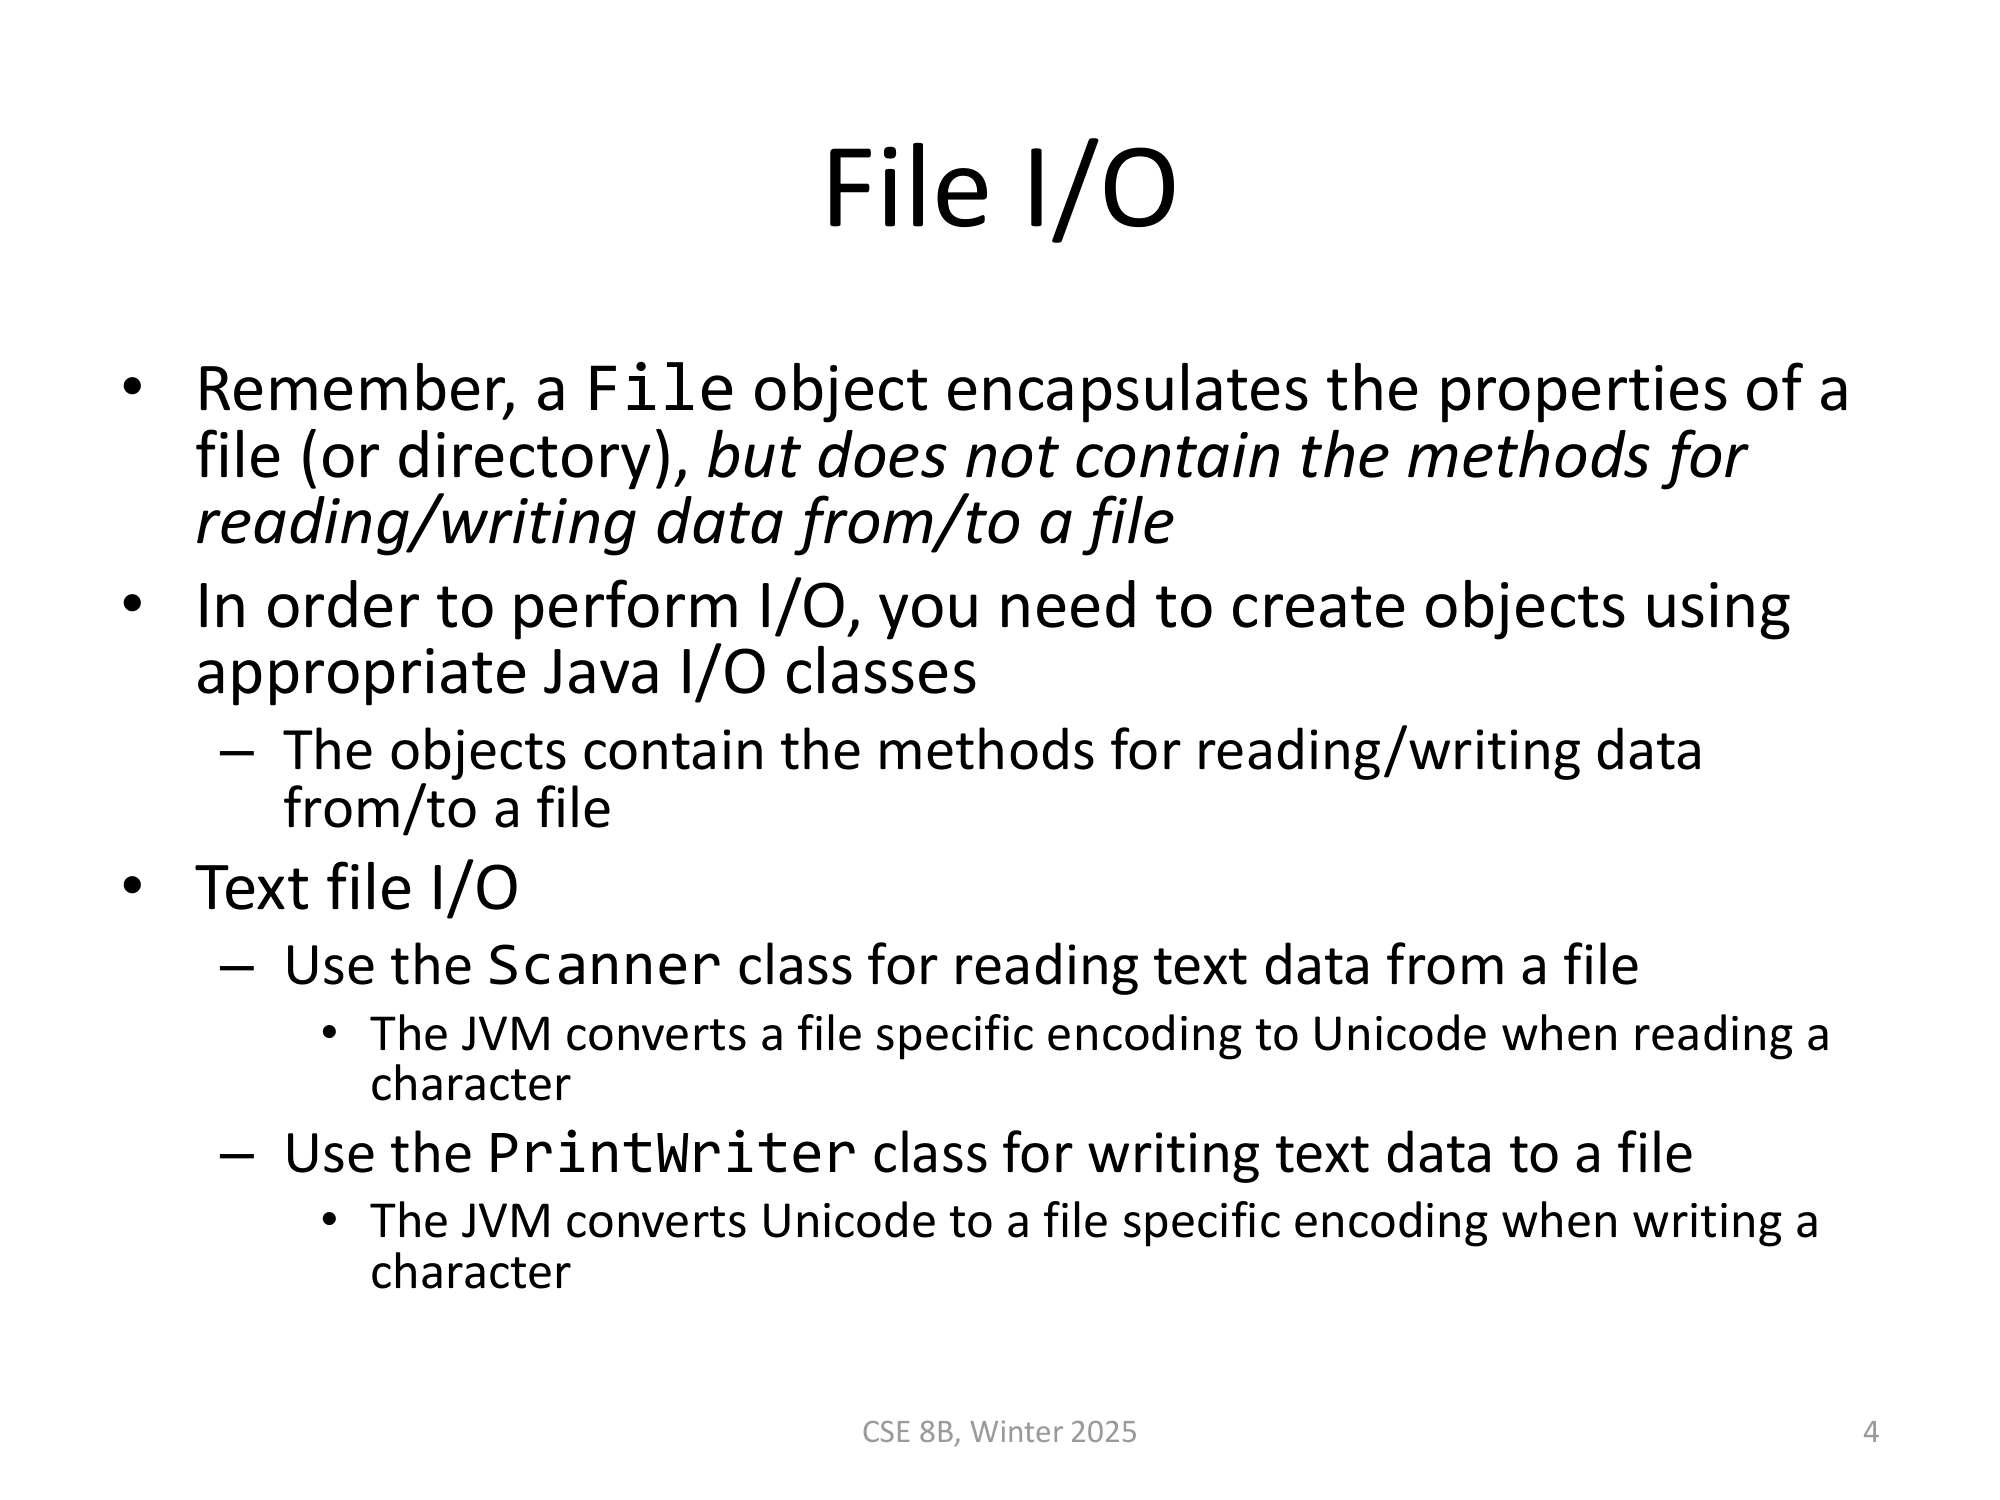 File I/O
• Remember, a File object encapsulates the properties of a
file (or directory), but does not contain the methods for
reading/writing data from/to a file
• In order to perform I/O, you need to create objects using
appropriate Java I/O classes
– The objects contain the methods for reading/writing data
from/to a file
• Text file I/O
– Use the Scanner class for reading text data from a file
• The JVM converts a file specific encoding to Unicode when reading a
character
– Use the PrintWriter class for writing text data to a file
• The JVM converts Unicode to a file specific encoding when writing a
character
CSE 8B, Winter 2025
4